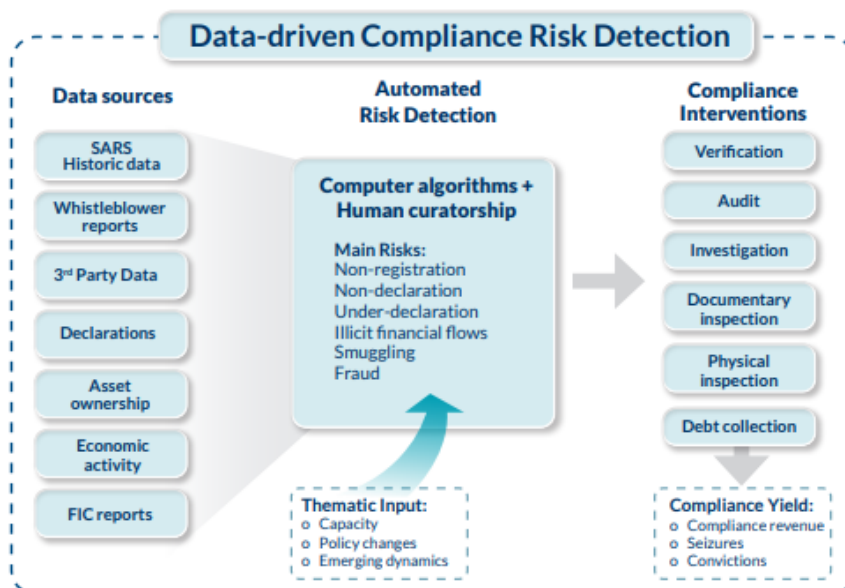 Data-driven Compliance Risk Detection
Data sources
SARS
Historic data
Whistleblower
reports
3rd Party Data
Declarations
Asset
ownership
Economic
activity
FIC reports
Automated
Risk Detection
Computer algorithms +
Human curatorship
Main Risks:
Non-registration
Non-declaration
Under-declaration
Illicit financial flows
Smuggling
Fraud
Thematic Input:
o Capacity
o Policy changes
o Emerging dynamics
Compliance
Interventions
Verification
Audit
Investigation
Documentary
inspection
Physical
inspection
Debt collection
Compliance Yield:
o Compliance revenue
o Seizures
o Convictions